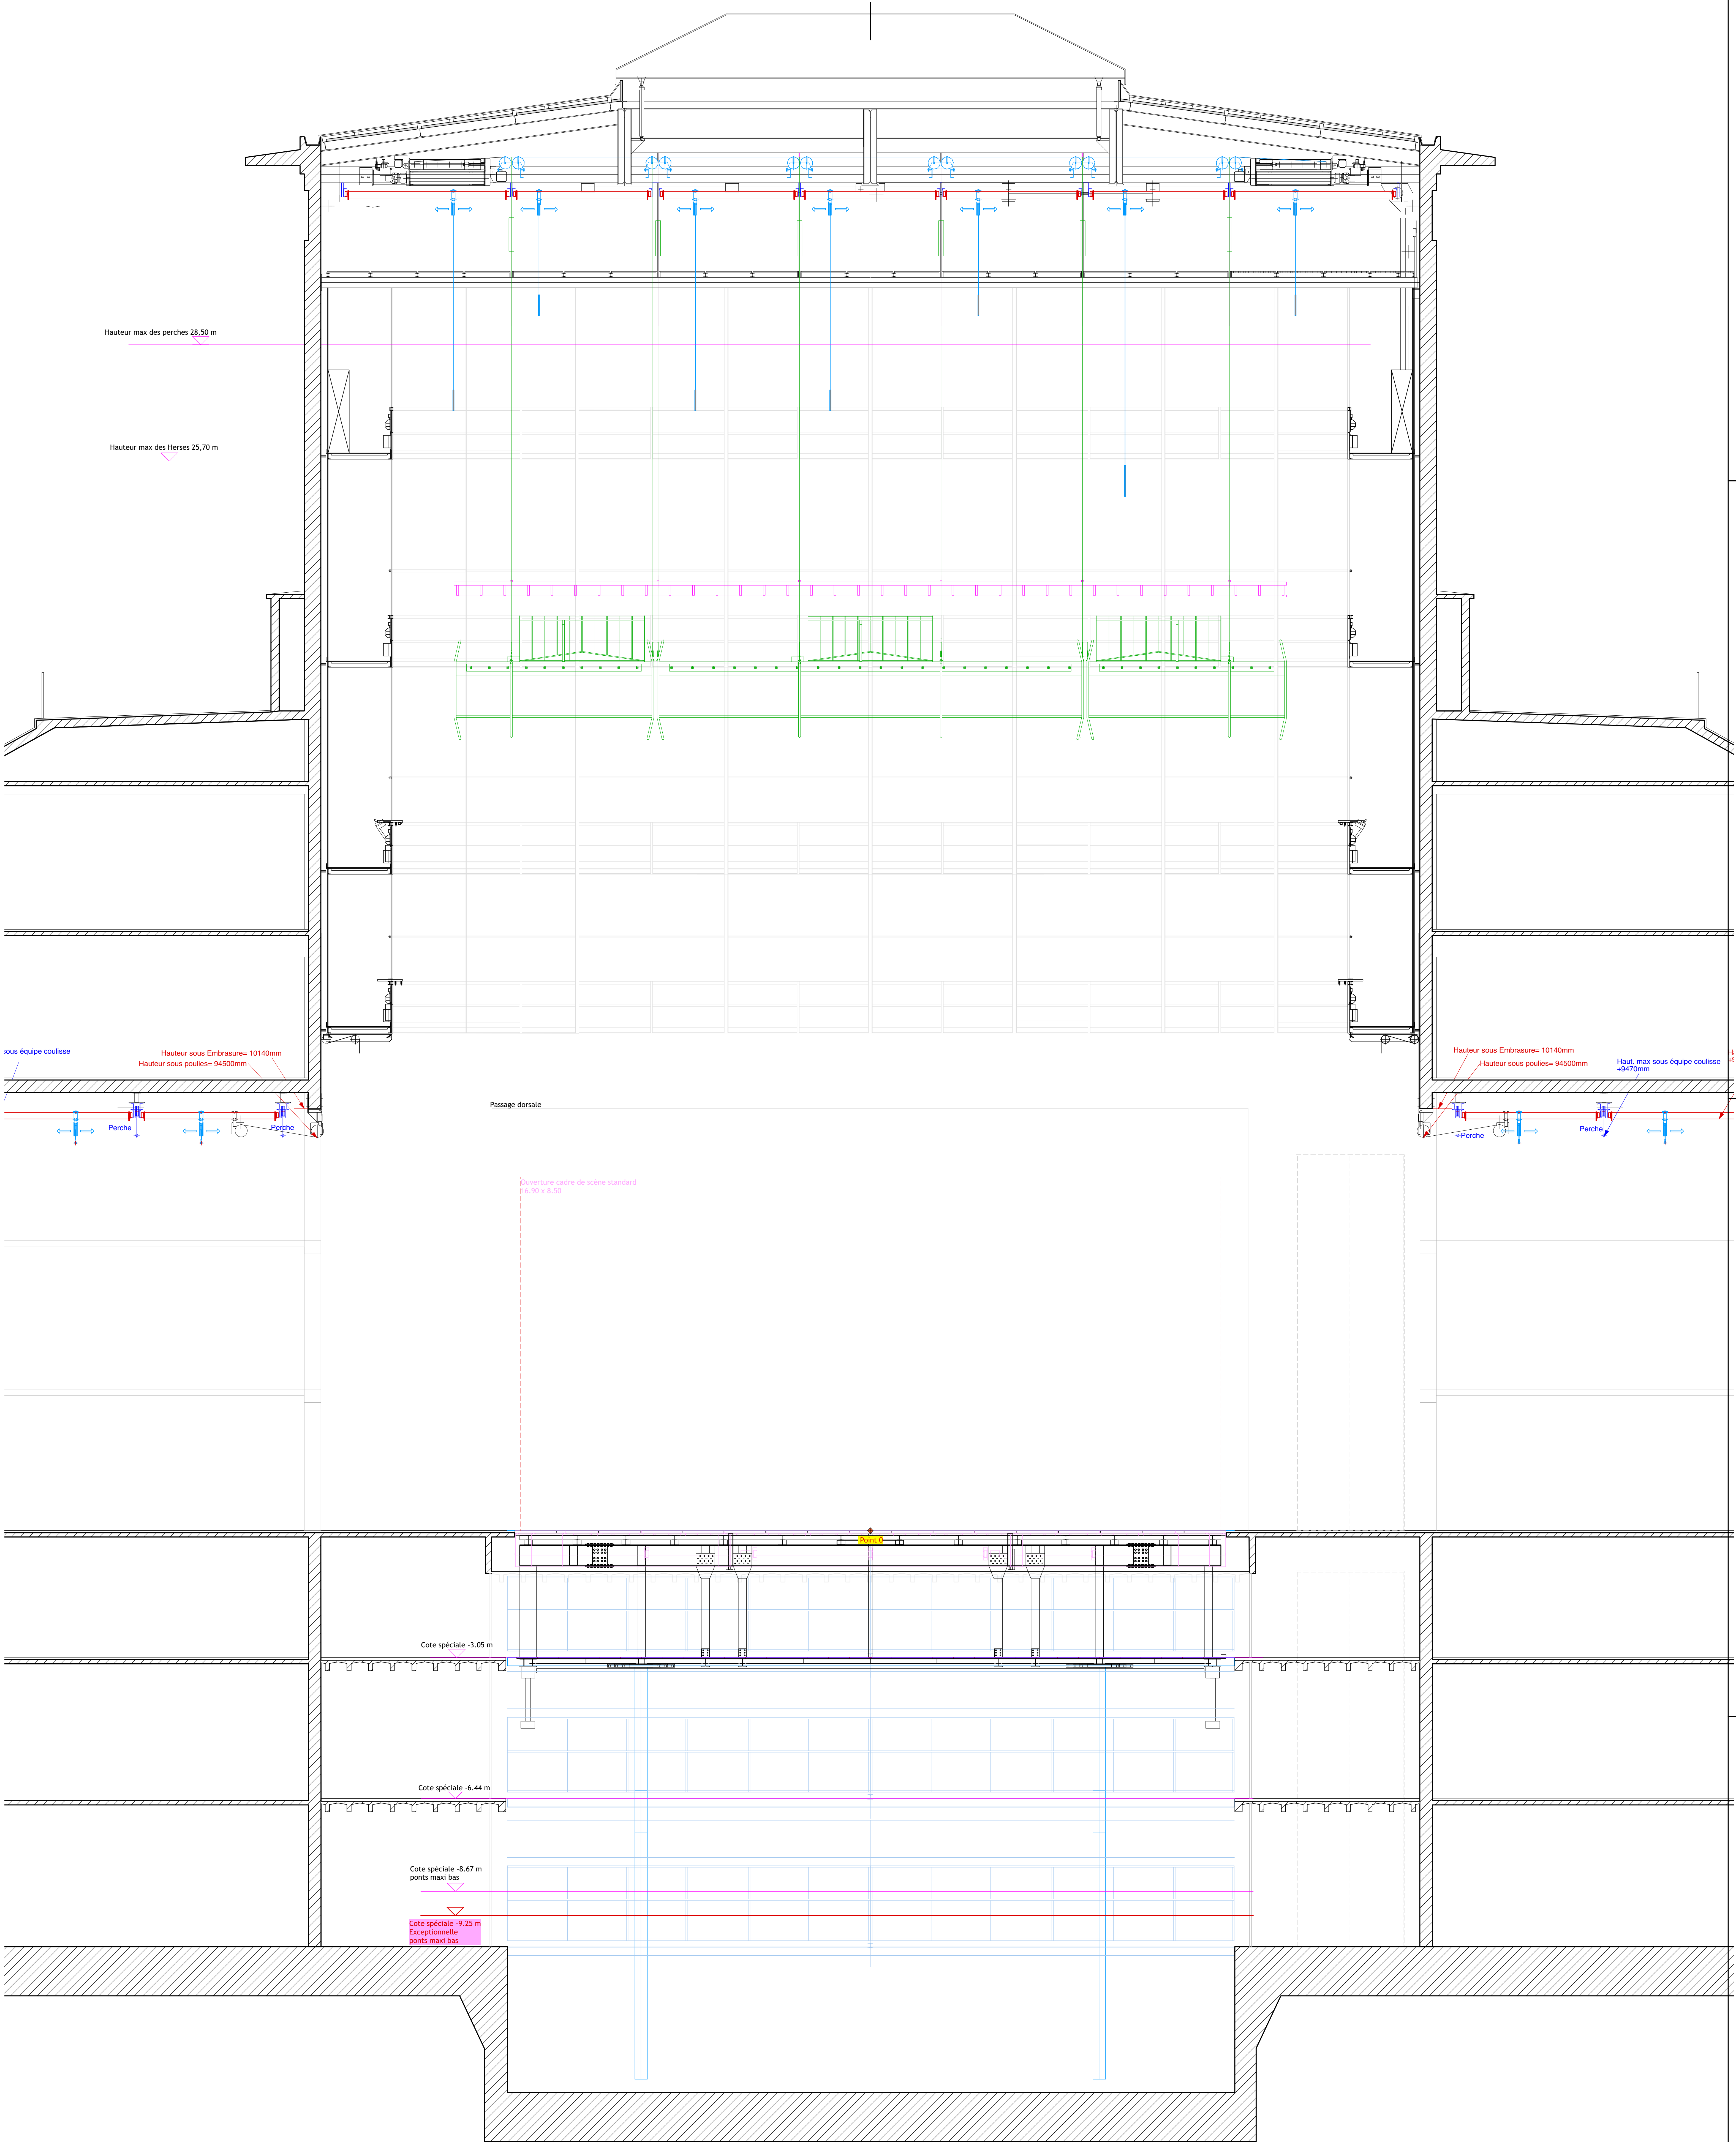 Hauteur max des perches 28,50 m
Hauteur max des Herses 25,70 m
sous équipe coulisse
Hauteur sous Embrasure= 10140mm
Hauteur sous poulies= 94500mm
Perche
Perche
Hauteur sous Embrasure= 10140mm
Hauteur sous poulies= 94500mm
Haut. max sous équipe coulisse
+9470mm
Perche
Perche
Passage dorsale
Ouverture cadre de scène standard
16.90 x 8.50
Point 0
Cote spéciale -3.05 m
Cote spéciale -6.44 m
Cote spéciale -8.67 m
ponts maxi bas
Cote spéciale -9.25 m
Exceptionnelle
ponts maxi bas